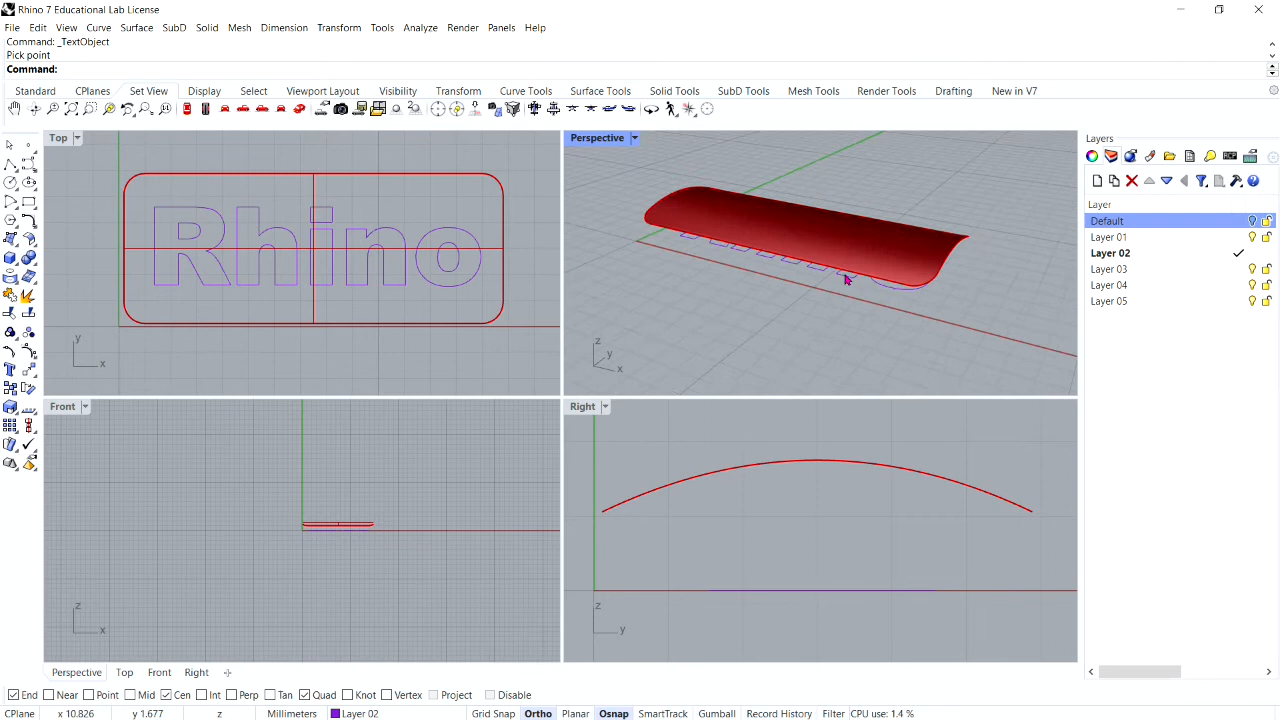 Rhino 7 Educational Lab License
File Edit View Curve Surface SubD Solid Mesh Dimension Transform Tools Analyze Render Panels Help
Command: _TextObject
Pick point
Command:
Standard CPlanes Set View Display Select Viewport Layout Visibility Transform Curve Tools Surface Tools Solid Tools SubD Tools Mesh Tools Render Tools Drafting New in V7
Top
Rhino
y
x
Perspective
z
y
x
Front
z
x
Right
z
y
Layers
Layer
Default
Layer 01
Layer 02
Layer 03
Layer 04
Layer 05
Perspective Top Front Right
End Near Point Mid Cen Int Perp Tan Quad Knot Vertex Project Disable
CPlane x 10.826 y 1.677 z Millimeters Layer 02 Grid Snap Ortho Planar Osnap SmartTrack Gumball Record History Filter CPU use: 1.4 %